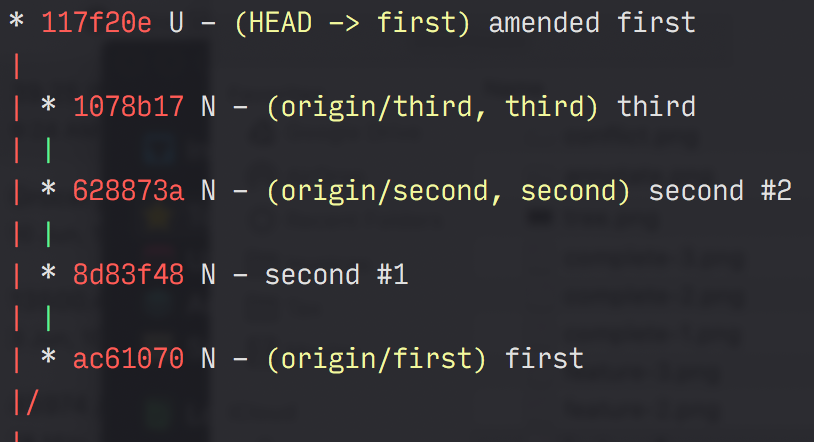 * 117f20e U - (HEAD -> first) amended first
|
| * 1078b17 N - (origin/third, third) third
| |
| * 628873a N - (origin/second, second) second #2
| |
| * 8d83f48 N - second #1
| |
| * ac61070 N - (origin/first) first
|/
|